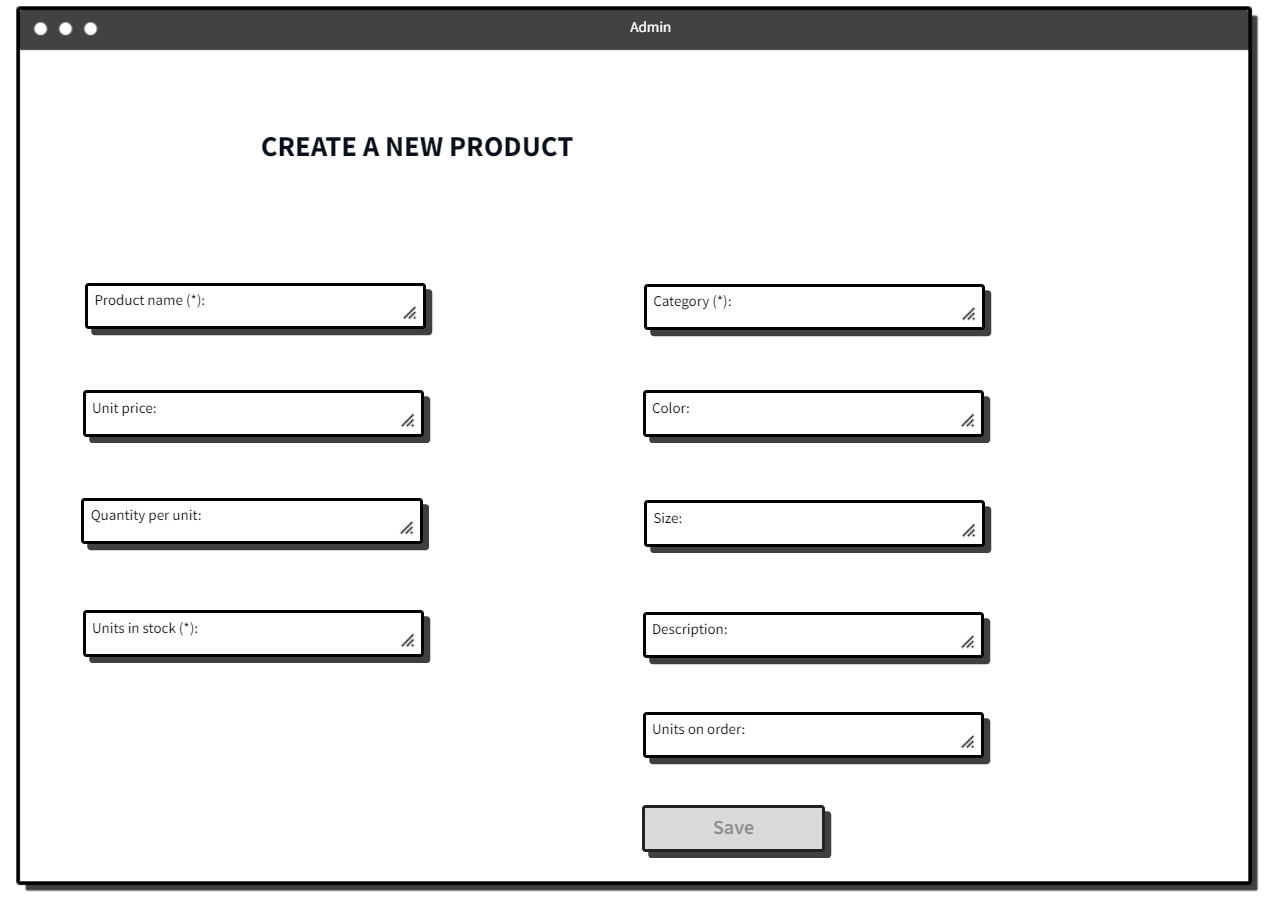 Admin
CREATE A NEW PRODUCT
Product name (*):
Category (*):
Unit price:
Color:
Quantity per unit:
Size:
Units in stock (*):
Description:
Units on order:
Save